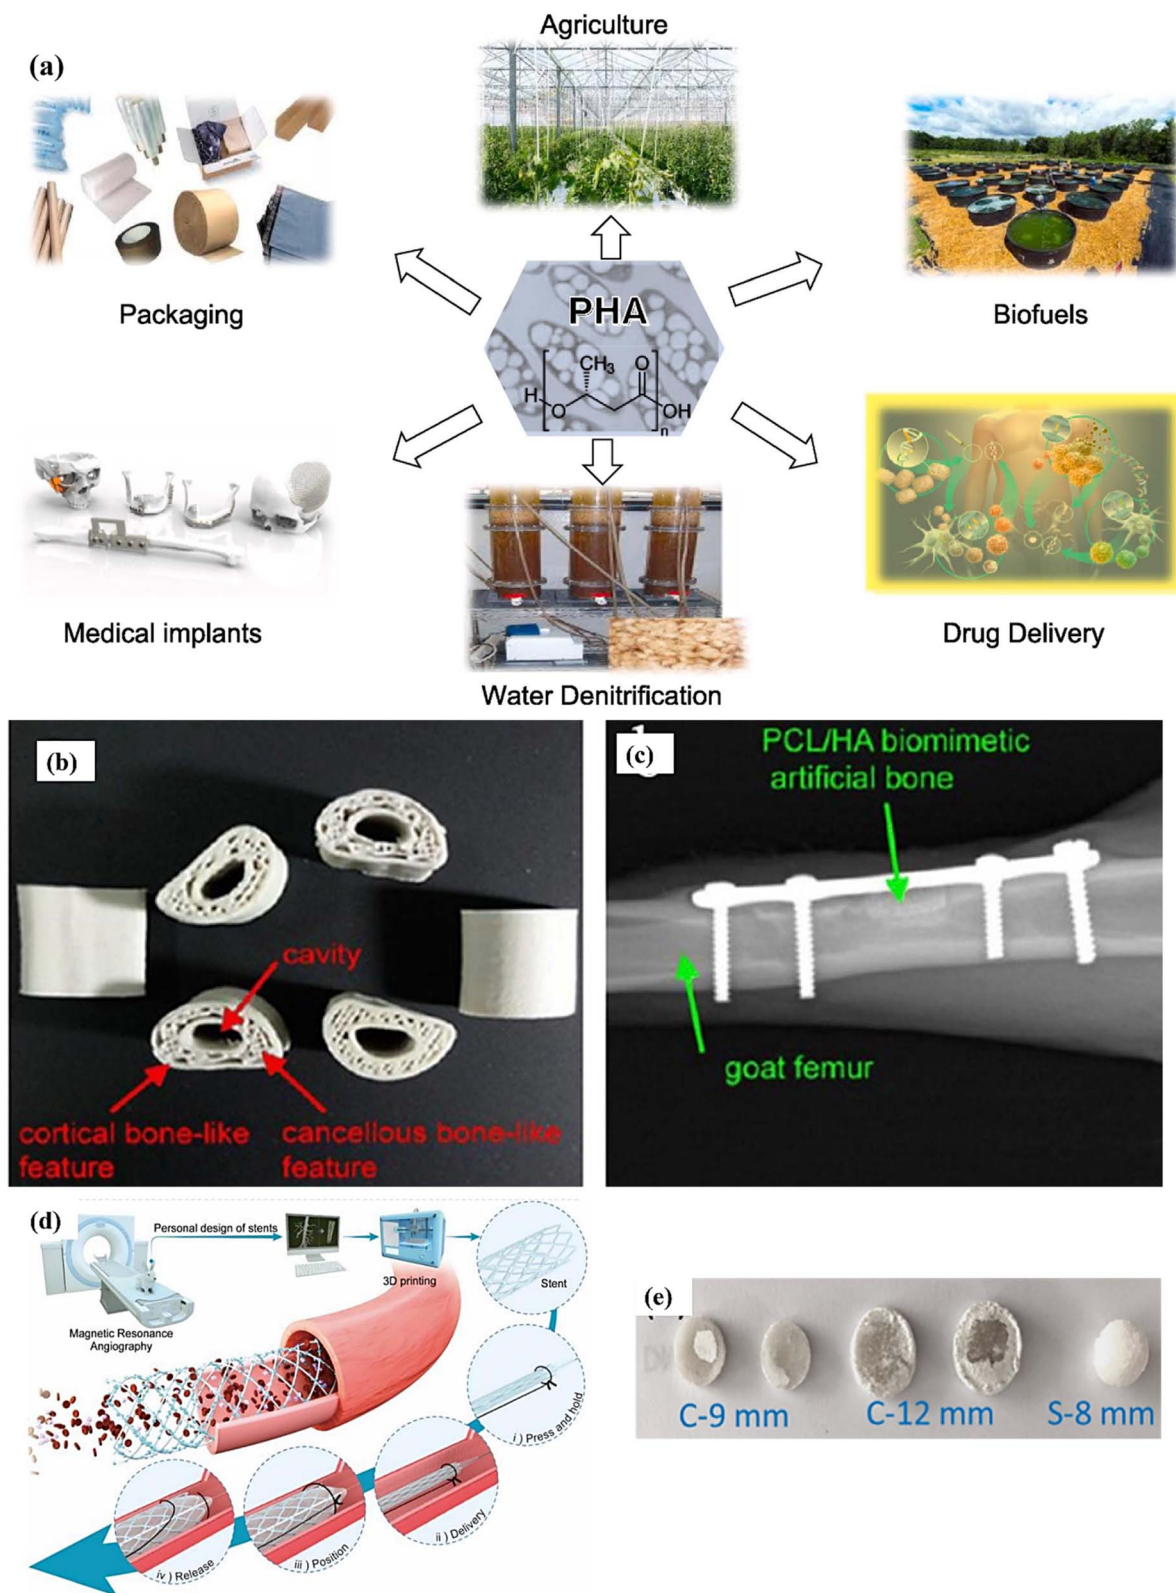 Agriculture
(a)
Packaging
PHA
CH3
O
H
O
OH
n
Biofuels
Medical implants
Water Denitrification
Drug Delivery
(b)
cavity
cortical bone-like
feature
cancellous bone-like
feature
(c)
PCL/HA biomimetic
artificial bone
goat femur
(d)
Personal design of stents
3D printing
Stent
Magnetic Resonance
Angiography
i ) Press and hold
ii ) Delivery
iii ) Position
iv ) Release
(e)
C-9 mm
C-12 mm
S-8 mm